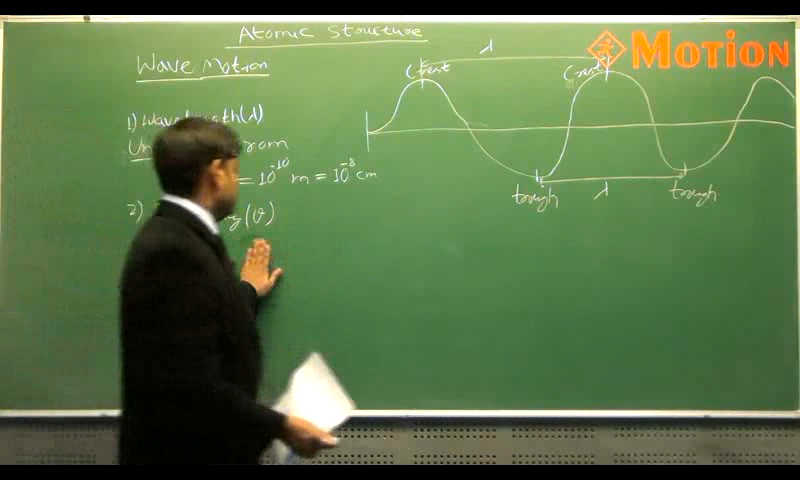 Atomic Structure
MOTION
Wave Motion
λ
Crest
Crest
1) Wavelength(λ)
= 10⁻¹⁰ m = 10⁻⁸ cm
trough
λ
trough
2)
(ν)